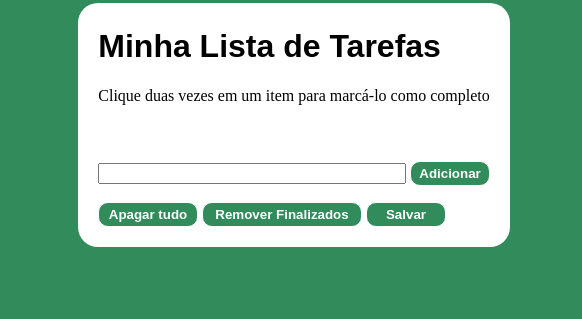 Minha Lista de Tarefas
Clique duas vezes em um item para marcá-lo como completo
Adicionar
Apagar tudo Remover Finalizados Salvar